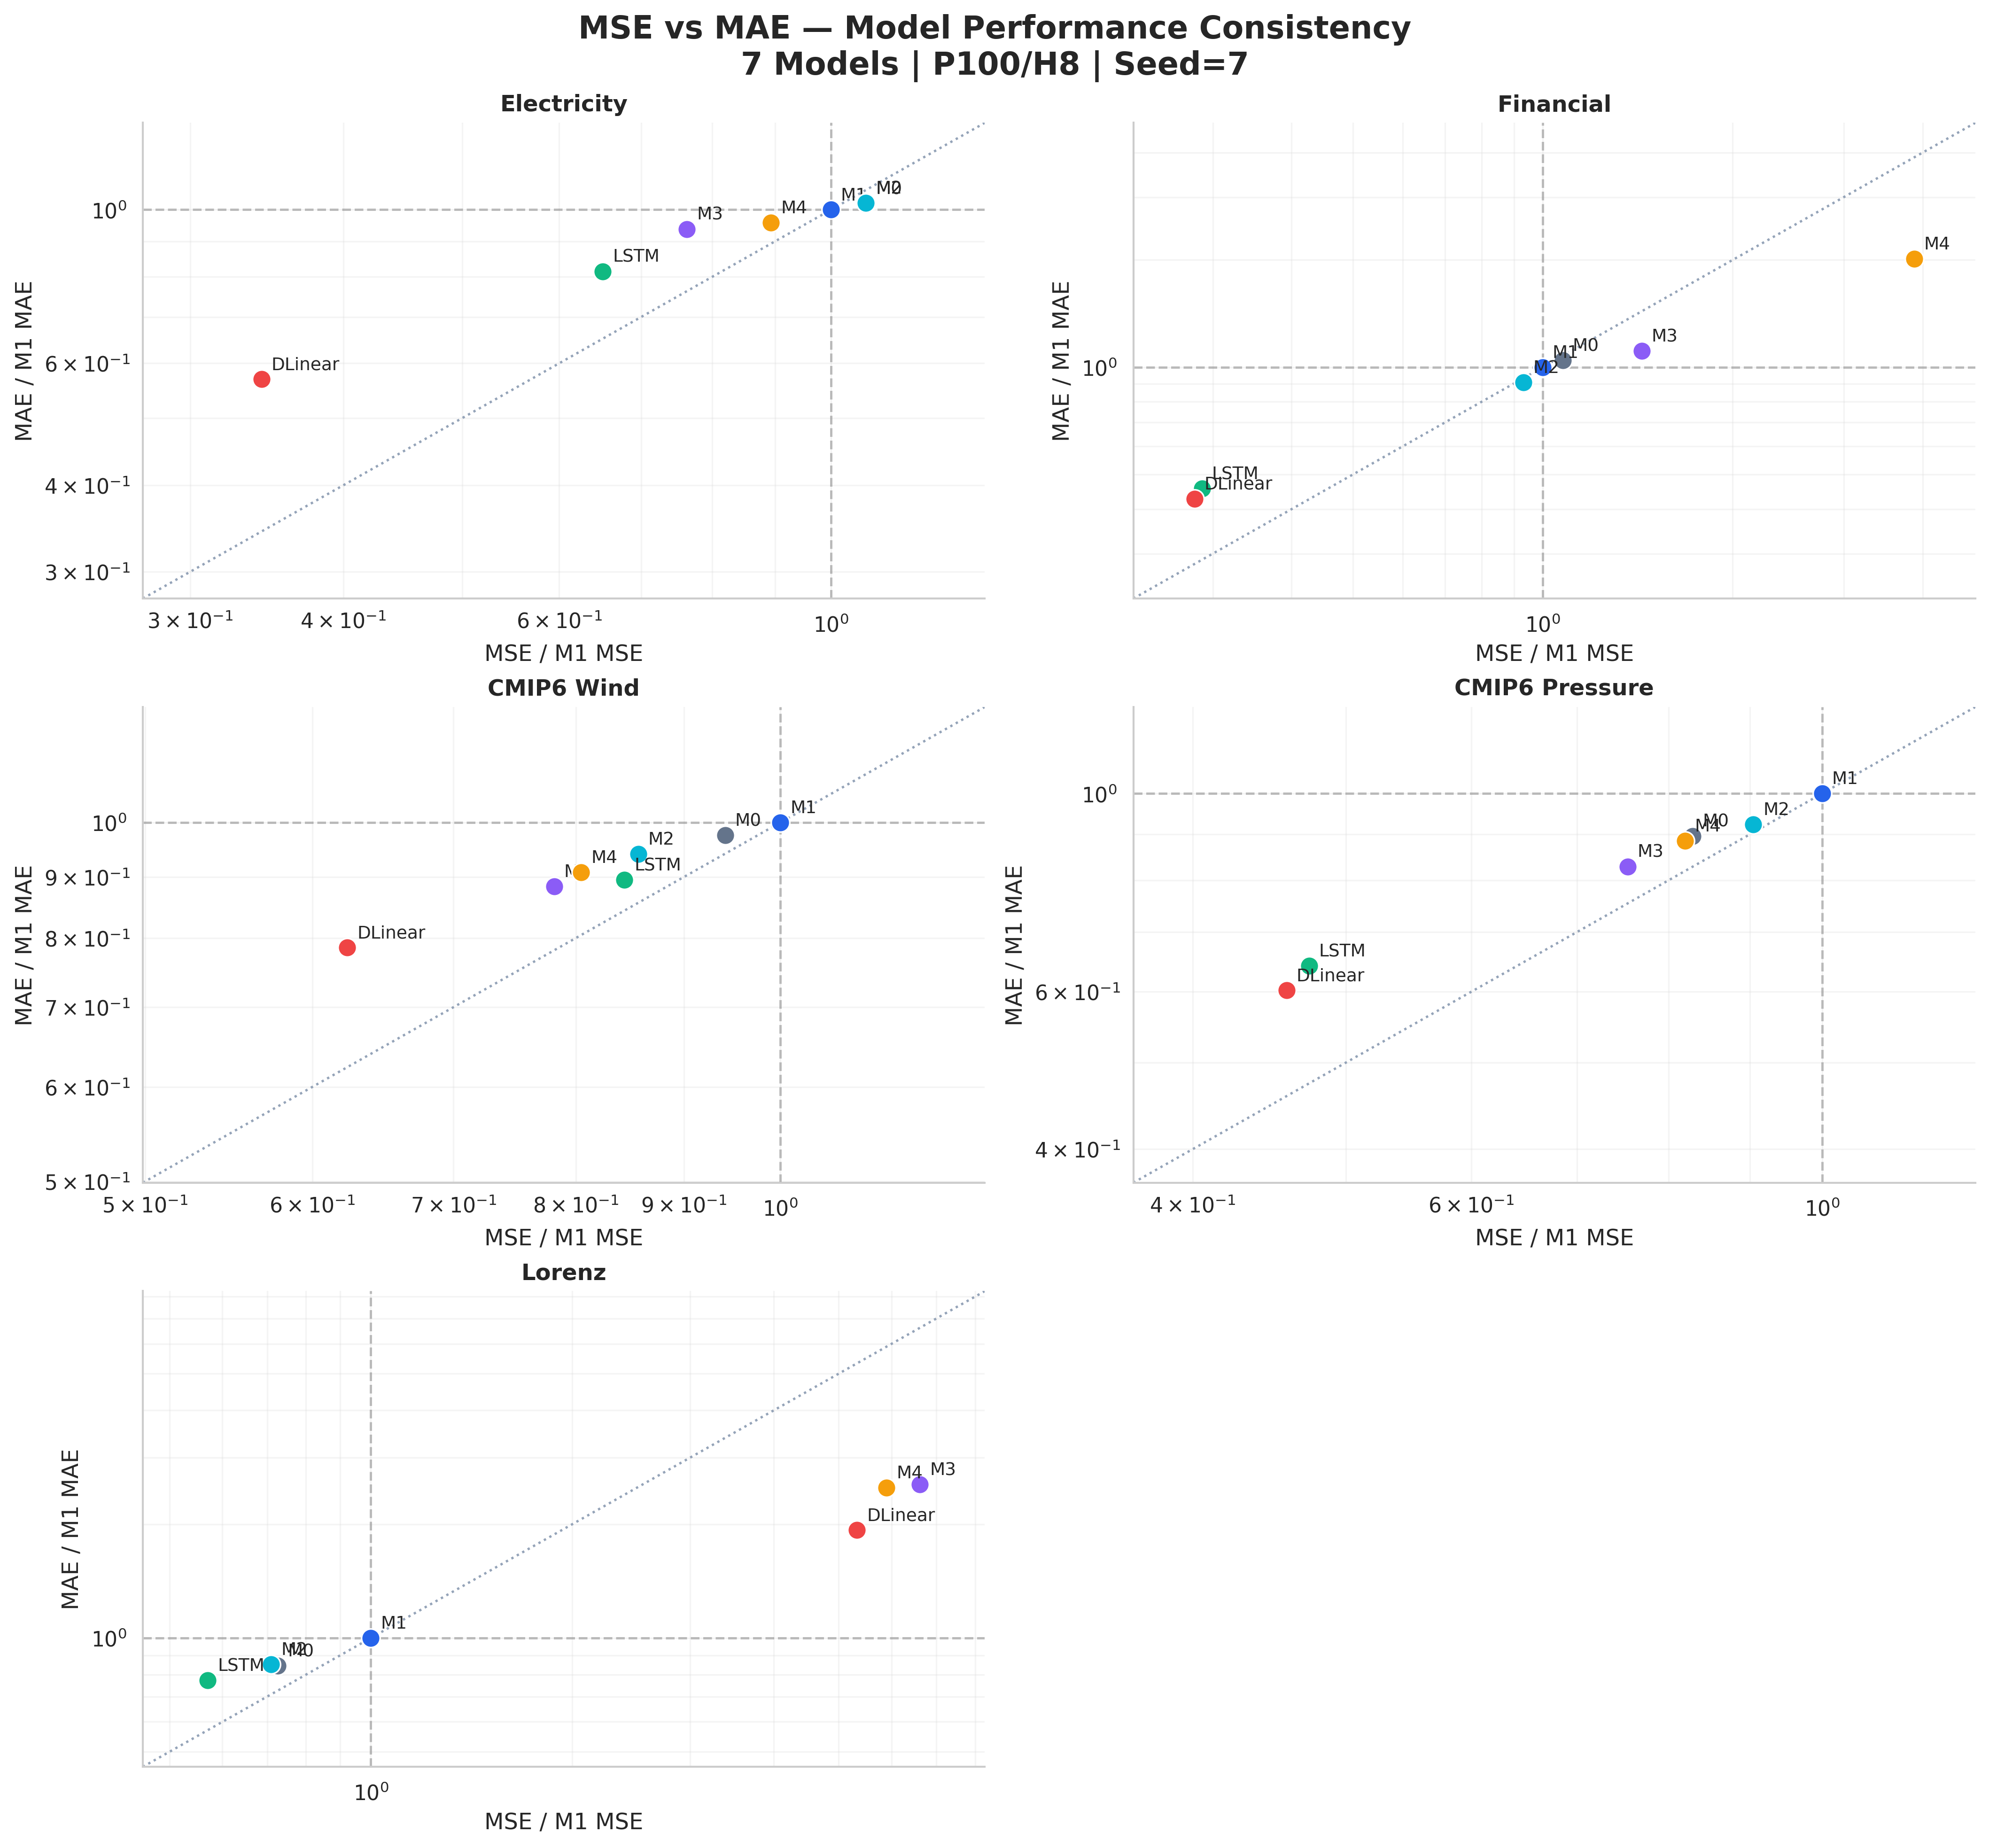 MSE vs MAE — Model Performance Consistency
7 Models | P100/H8 | Seed=7
Electricity
MAE / M1 MAE
10⁰
6 × 10⁻¹
4 × 10⁻¹
3 × 10⁻¹
DLinear
LSTM
M3
M4
M2
3 × 10⁻¹
4 × 10⁻¹
6 × 10⁻¹
10⁰
MSE / M1 MSE
Financial
MAE / M1 MAE
10⁰
M4
M3
M0
M1
M2
LSTM
DLinear
10⁰
MSE / M1 MSE
CMIP6 Wind
MAE / M1 MAE
10⁰
9 × 10⁻¹
8 × 10⁻¹
7 × 10⁻¹
6 × 10⁻¹
5 × 10⁻¹
M1
M0
M2
M4
LSTM
DLinear
5 × 10⁻¹
6 × 10⁻¹
7 × 10⁻¹
8 × 10⁻¹
9 × 10⁻¹
10⁰
MSE / M1 MSE
CMIP6 Pressure
MAE / M1 MAE
10⁰
6 × 10⁻¹
4 × 10⁻¹
M1
M2
M0
M4
M3
LSTM
DLinear
4 × 10⁻¹
6 × 10⁻¹
10⁰
MSE / M1 MSE
Lorenz
MAE / M1 MAE
10⁰
M4
M3
DLinear
M1
M2
M0
LSTM
10⁰
MSE / M1 MSE